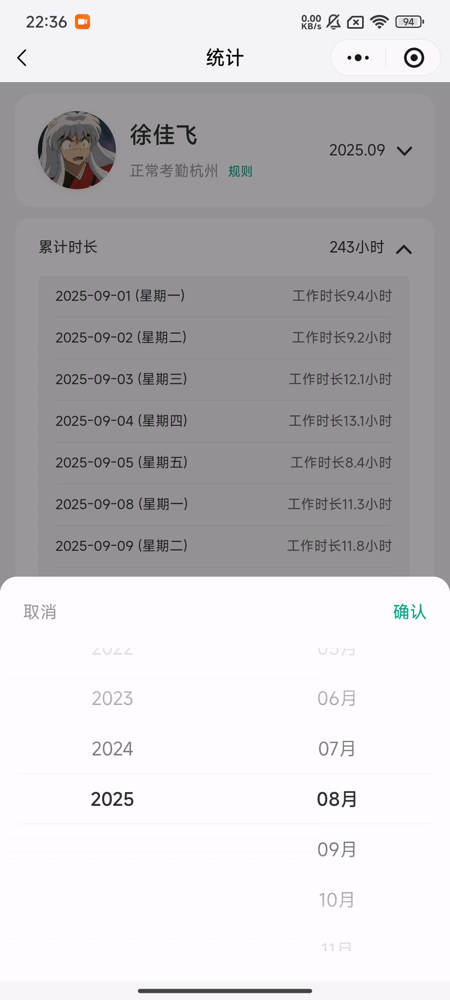 22:36
0.00 KB/s
94
统计
徐佳飞
正常考勤杭州 规则
2025.09
累计时长 243小时
2025-09-01 (星期一) 工作时长9.4小时
2025-09-02 (星期二) 工作时长9.2小时
2025-09-03 (星期三) 工作时长12.1小时
2025-09-04 (星期四) 工作时长13.1小时
2025-09-05 (星期五) 工作时长8.4小时
2025-09-08 (星期一) 工作时长11.3小时
2025-09-09 (星期二) 工作时长11.8小时
取消 确认
2022 05月
2023 06月
2024 07月
2025 08月
09月
10月
11月